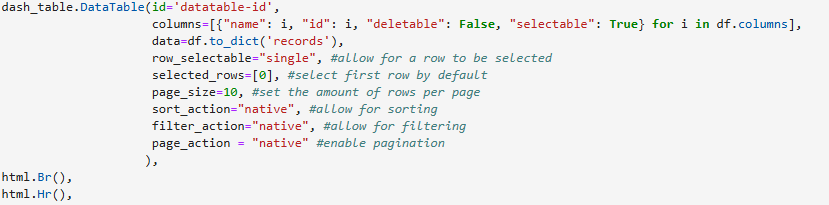 dash_table.DataTable(id='datatable-id',
columns=[{"name": i, "id": i, "deletable": False, "selectable": True} for i in df.columns],
data=df.to_dict('records'),
row_selectable="single", #allow for a row to be selected
selected_rows=[0], #select first row by default
page_size=10, #set the amount of rows per page
sort_action="native", #allow for sorting
filter_action="native", #allow for filtering
page_action = "native" #enable pagination
),
html.Br(),
html.Hr(),